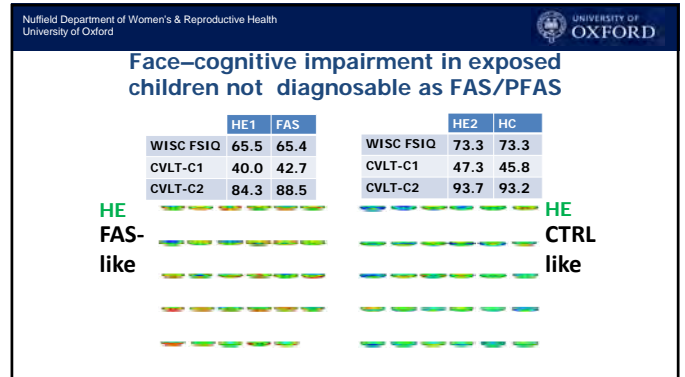 Nuffield Department of Women's & Reproductive Health
University of Oxford
UNIVERSITY OF
OXFORD
Face–cognitive impairment in exposed
children not diagnosable as FAS/PFAS
HE1 FAS
WISC FSIQ 65.5 65.4
CVLT-C1 40.0 42.7
CVLT-C2 84.3 88.5
HE2 HC
WISC FSIQ 73.3 73.3
CVLT-C1 47.3 45.8
CVLT-C2 93.7 93.2
HE
FAS-
like
HE
CTRL
like